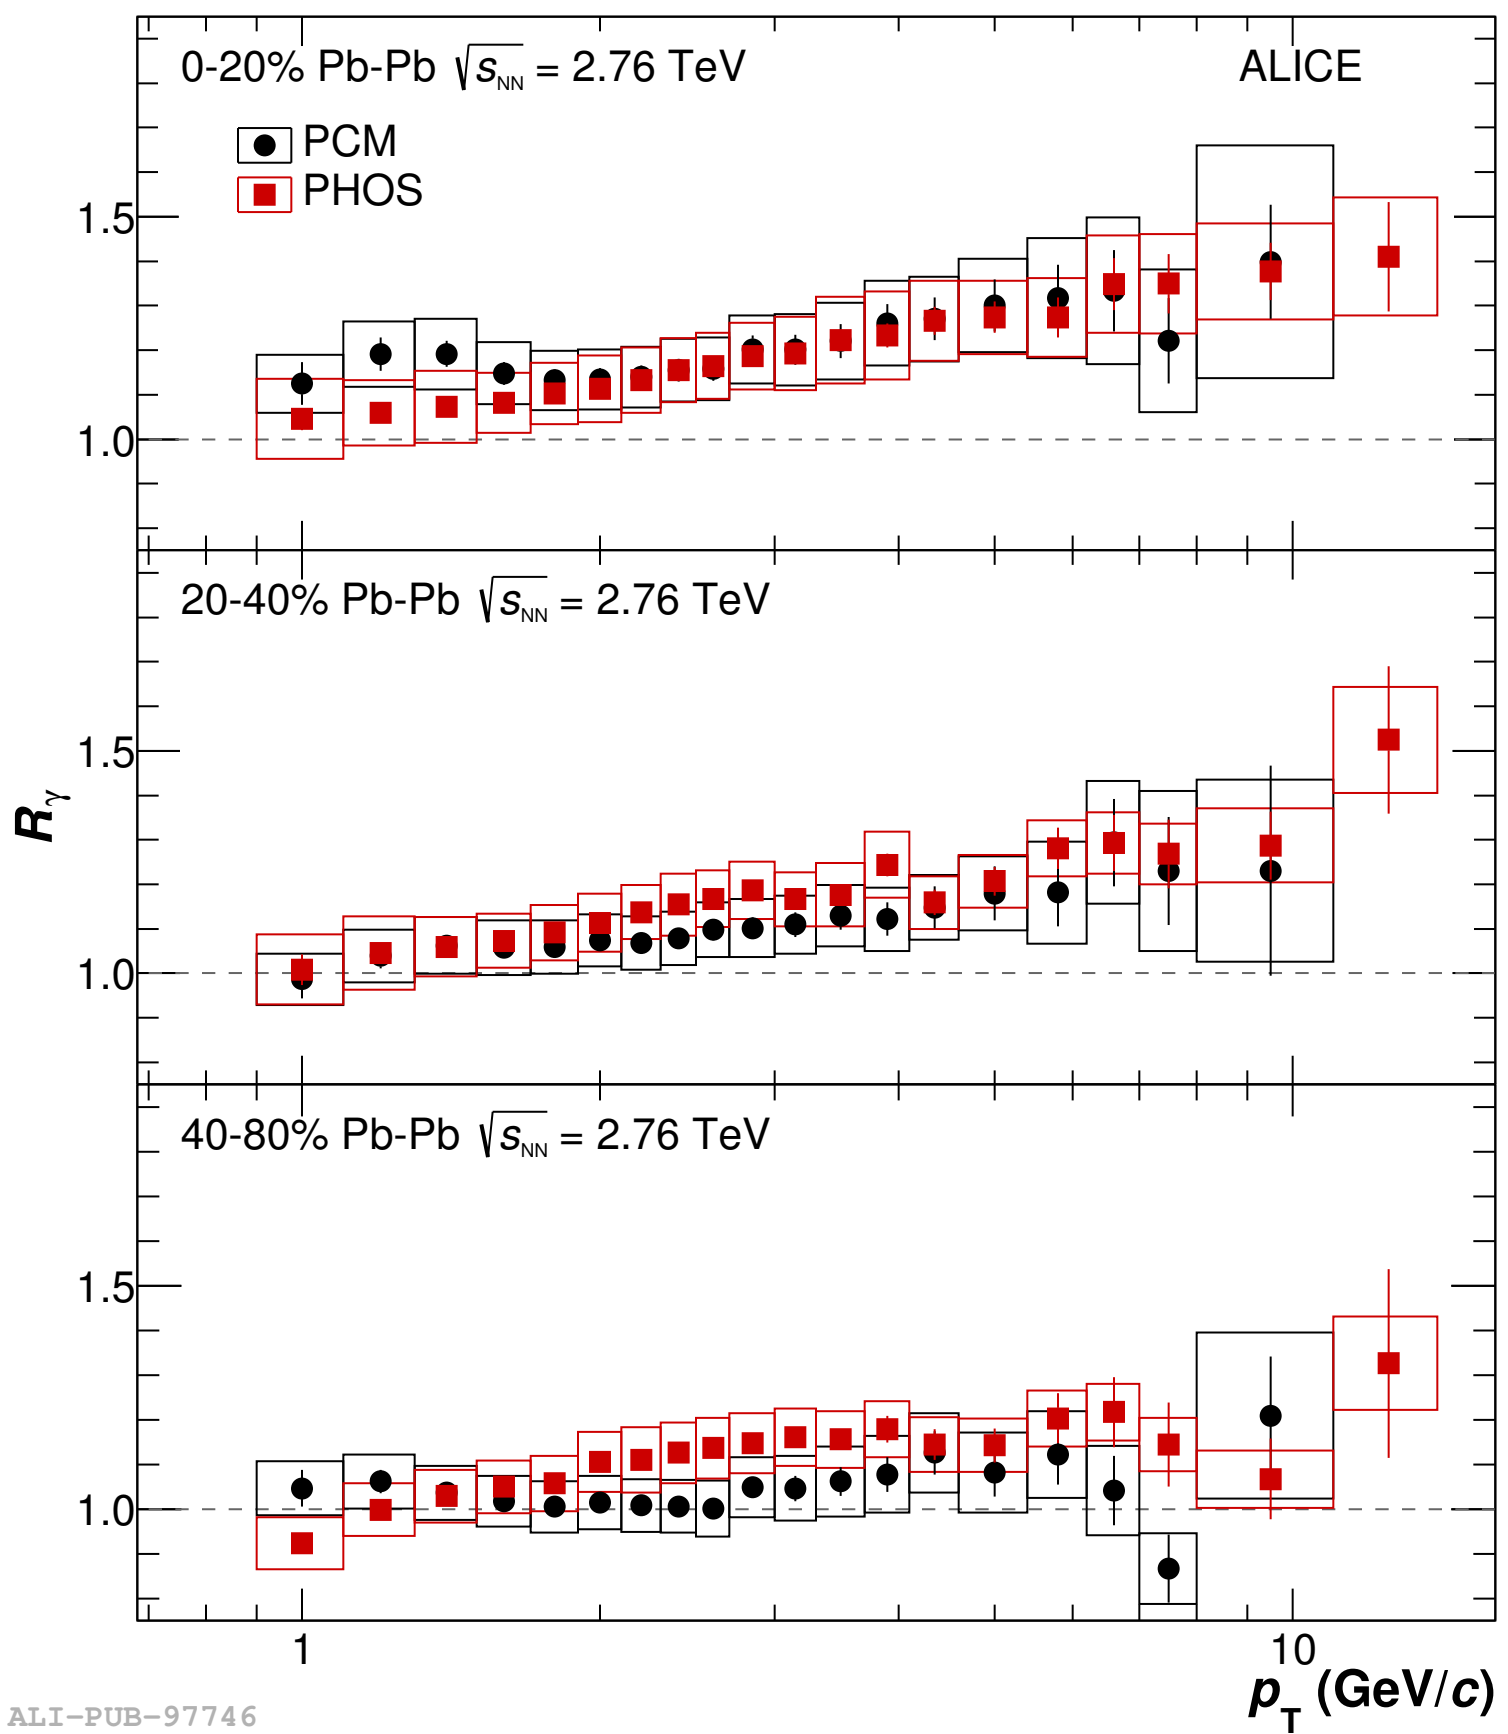 0-20% Pb-Pb √sNN = 2.76 TeV
ALICE
PCM
PHOS
1.5
1.0
20-40% Pb-Pb √sNN = 2.76 TeV
1.5
Rγ
1.0
40-80% Pb-Pb √sNN = 2.76 TeV
1.5
1.0
1
10
pT (GeV/c)
ALI-PUB-97746